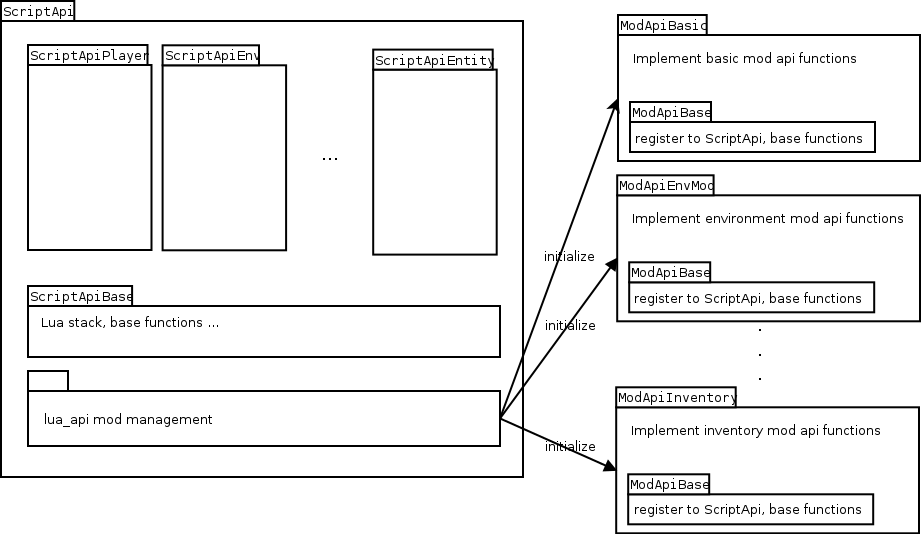 ScriptApi
ScriptApiPlayer
ScriptApiEnv
ScriptApiEntity
...
ScriptApiBase
Lua stack, base functions ...
lua_api mod management
initialize
initialize
initialize
ModApiBasic
Implement basic mod api functions
ModApiBase
register to ScriptApi, base functions
ModApiEnvMod
Implement environment mod api functions
ModApiBase
register to ScriptApi, base functions
.
.
.
ModApiInventory
Implement inventory mod api functions
ModApiBase
register to ScriptApi, base functions